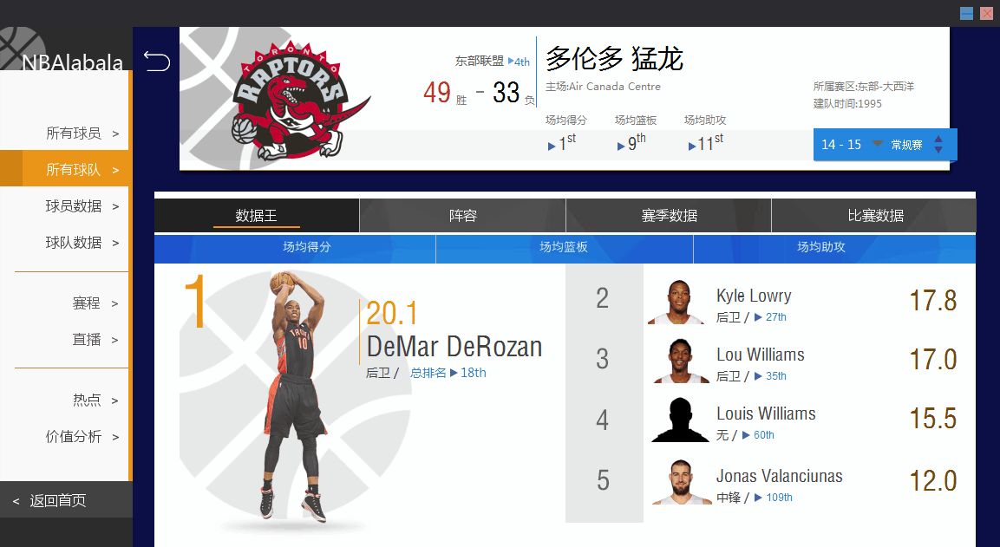 NBAlabala
所有球员 >
所有球队 >
球员数据 >
球队数据 >
赛程 >
直播 >
热点 >
价值分析 >
< 返回首页
TORONTO
RAPTORS
东部联盟 4th
49 胜 - 33 负
多伦多 猛龙
主场:Air Canada Centre
场均得分 场均篮板 场均助攻
1st 9th 11st
所属赛区:东部-大西洋
建队时间:1995
14 - 15 常规赛
数据王 阵容 赛季数据 比赛数据
场均得分 场均篮板 场均助攻
1
20.1
DeMar DeRozan
后卫 / 总排名 18th
10
2 Kyle Lowry 17.8
后卫 / 27th
3 Lou Williams 17.0
后卫 / 35th
4 Louis Williams 15.5
无 / 60th
5 Jonas Valanciunas 12.0
中锋 / 109th